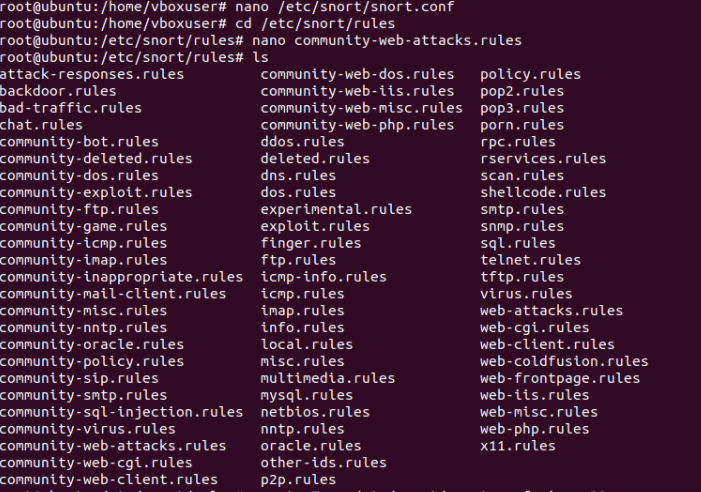 root@ubuntu:/home/vboxuser# nano /etc/snort/snort.conf
root@ubuntu:/home/vboxuser# cd /etc/snort/rules
root@ubuntu:/etc/snort/rules# nano community-web-attacks.rules
root@ubuntu:/etc/snort/rules# ls
attack-responses.rules community-web-dos.rules policy.rules
backdoor.rules community-web-iis.rules pop2.rules
bad-traffic.rules community-web-misc.rules pop3.rules
chat.rules community-web-php.rules porn.rules
community-bot.rules ddos.rules rpc.rules
community-deleted.rules deleted.rules rservices.rules
community-dos.rules dns.rules scan.rules
community-exploit.rules dos.rules shellcode.rules
community-ftp.rules experimental.rules smtp.rules
community-game.rules exploit.rules snmp.rules
community-icmp.rules finger.rules sql.rules
community-imap.rules ftp.rules telnet.rules
community-inappropriate.rules icmp-info.rules tftp.rules
community-mail-client.rules icmp.rules virus.rules
community-misc.rules imap.rules web-attacks.rules
community-nntp.rules info.rules web-cgi.rules
community-oracle.rules local.rules web-client.rules
community-policy.rules misc.rules web-coldfusion.rules
community-sip.rules multimedia.rules web-frontpage.rules
community-smtp.rules mysql.rules web-iis.rules
community-sql-injection.rules netbios.rules web-misc.rules
community-virus.rules nntp.rules web-php.rules
community-web-attacks.rules oracle.rules x11.rules
community-web-cgi.rules other-ids.rules
community-web-client.rules p2p.rules